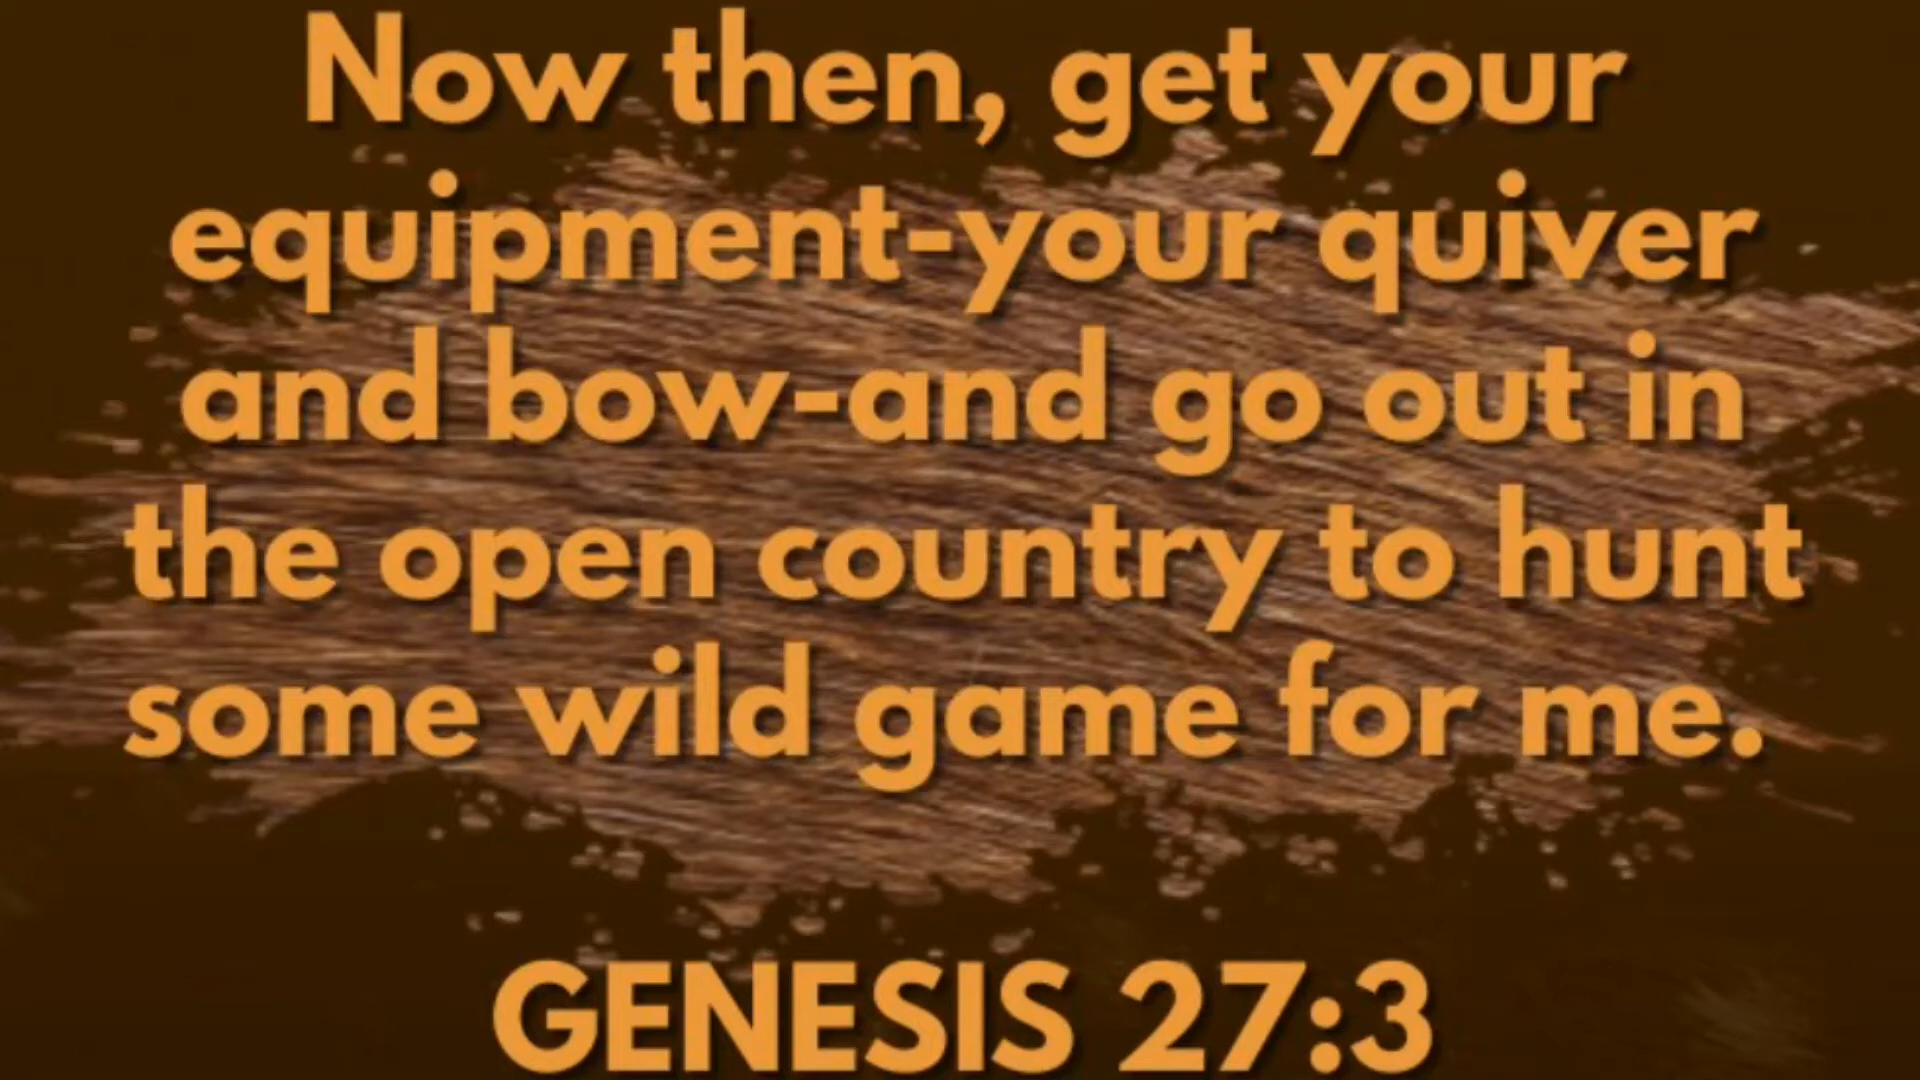 Now then, get your
equipment-your quiver
and bow-and go out in
the open country to hunt
some wild game for me.
GENESIS 27:3